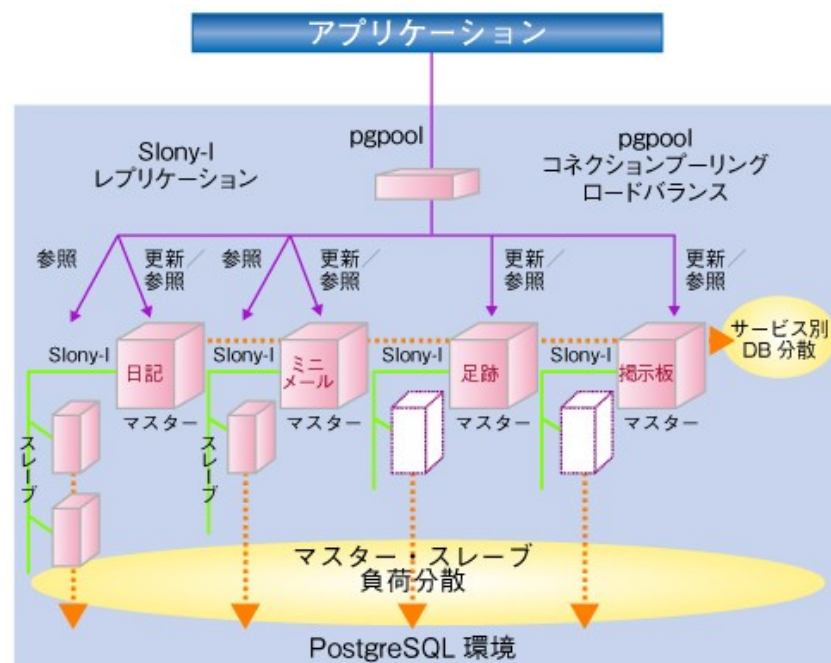 アプリケーション
Slony-I
レプリケーション
pgpool
pgpool
コネクションプーリング
ロードバランス
参照
更新／
参照
参照
更新／
参照
更新／
参照
更新／
参照
サービス別
DB 分散
Slony-I
日記
マスター
Slony-I
ミニ
メール
マスター
Slony-I
足跡
マスター
Slony-I
掲示板
マスター
スレーブ
スレーブ
マスター・スレーブ
負荷分散
PostgreSQL 環境